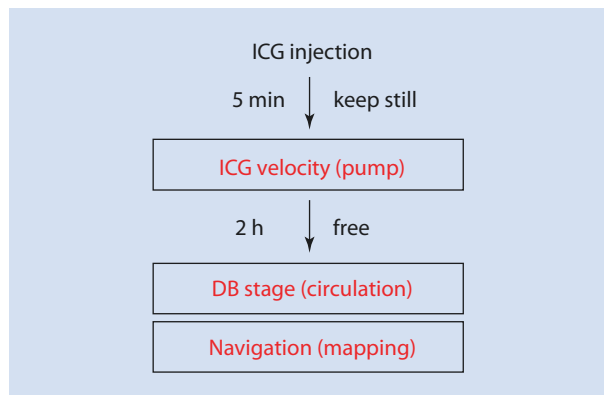 ICG injection
5 min keep still
ICG velocity (pump)
2 h free
DB stage (circulation)
Navigation (mapping)